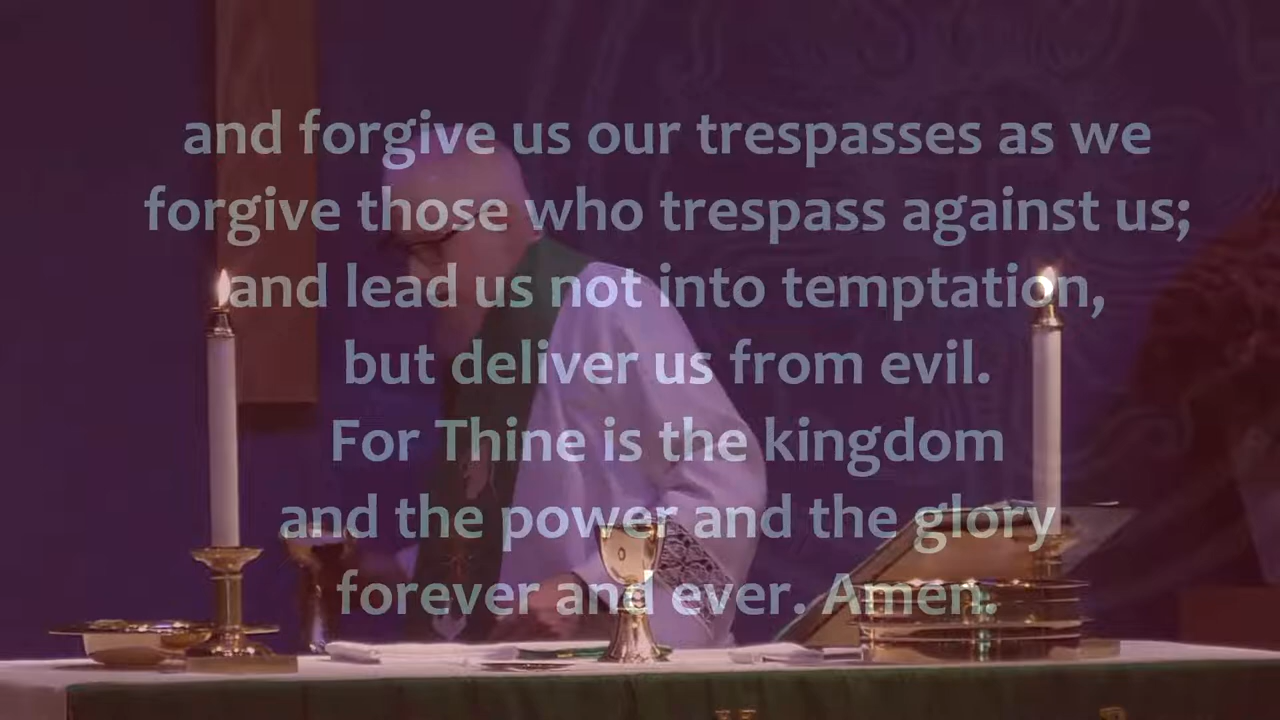 and forgive us our trespasses as we
forgive those who trespass against us;
and lead us not into temptation,
but deliver us from evil.
For Thine is the kingdom
and the power and the glory
forever and ever. Amen.